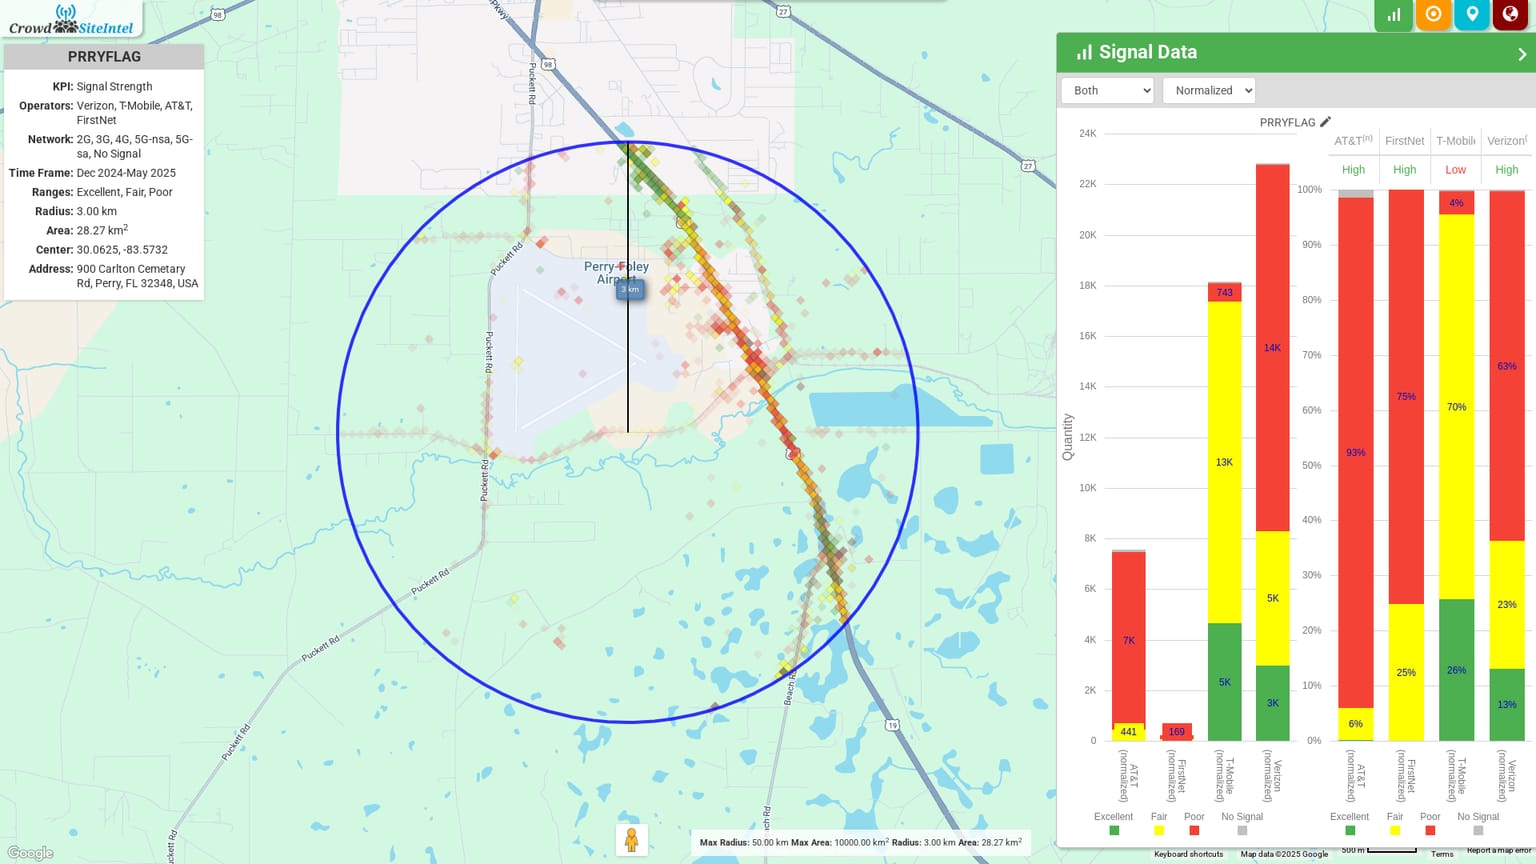 Crowd SiteIntel
PRRYFLAG
KPI: Signal Strength
Operators: Verizon, T-Mobile, AT&T,
FirstNet
Network: 2G, 3G, 4G, 5G-nsa, 5G-
sa, No Signal
Time Frame: Dec 2024-May 2025
Ranges: Excellent, Fair, Poor
Radius: 3.00 km
Area: 28.27 km2
Center: 30.0625, -83.5732
Address: 900 Carlton Cemetary
Rd, Perry, FL 32348, USA
98
Pkwy
98
27
27
Puckett Rd
Puckett Rd
Puckett Rd
Puckett Rd
Puckett Rd
Puckett Rd
Puckett Rd
Perry-Foley
Airport
3 km
Beach Rd
19
Google
Max Radius: 50.00 km Max Area: 10000.00 km2 Radius: 3.00 km Area: 28.27 km2
Signal Data
Both
Normalized
PRRYFLAG
Quantity
24K
22K
20K
18K
16K
14K
12K
10K
8K
6K
4K
2K
0
7K
441
169
743
13K
5K
14K
5K
3K
AT&T (normalized)
FirstNet (normalized)
T-Mobile (normalized)
Verizon (normalized)
Excellent Fair Poor No Signal
AT&T(n) FirstNet T-Mobile Verizon(
High High Low High
100%
90%
80%
70%
60%
50%
40%
30%
20%
10%
0%
93%
6%
75%
25%
4%
70%
26%
63%
23%
13%
AT&T (normalized)
FirstNet (normalized)
T-Mobile (normalized)
Verizon (normalized)
Excellent Fair Poor No Signal
Keyboard shortcuts Map data ©2025 Google 500 m Terms Report a map error